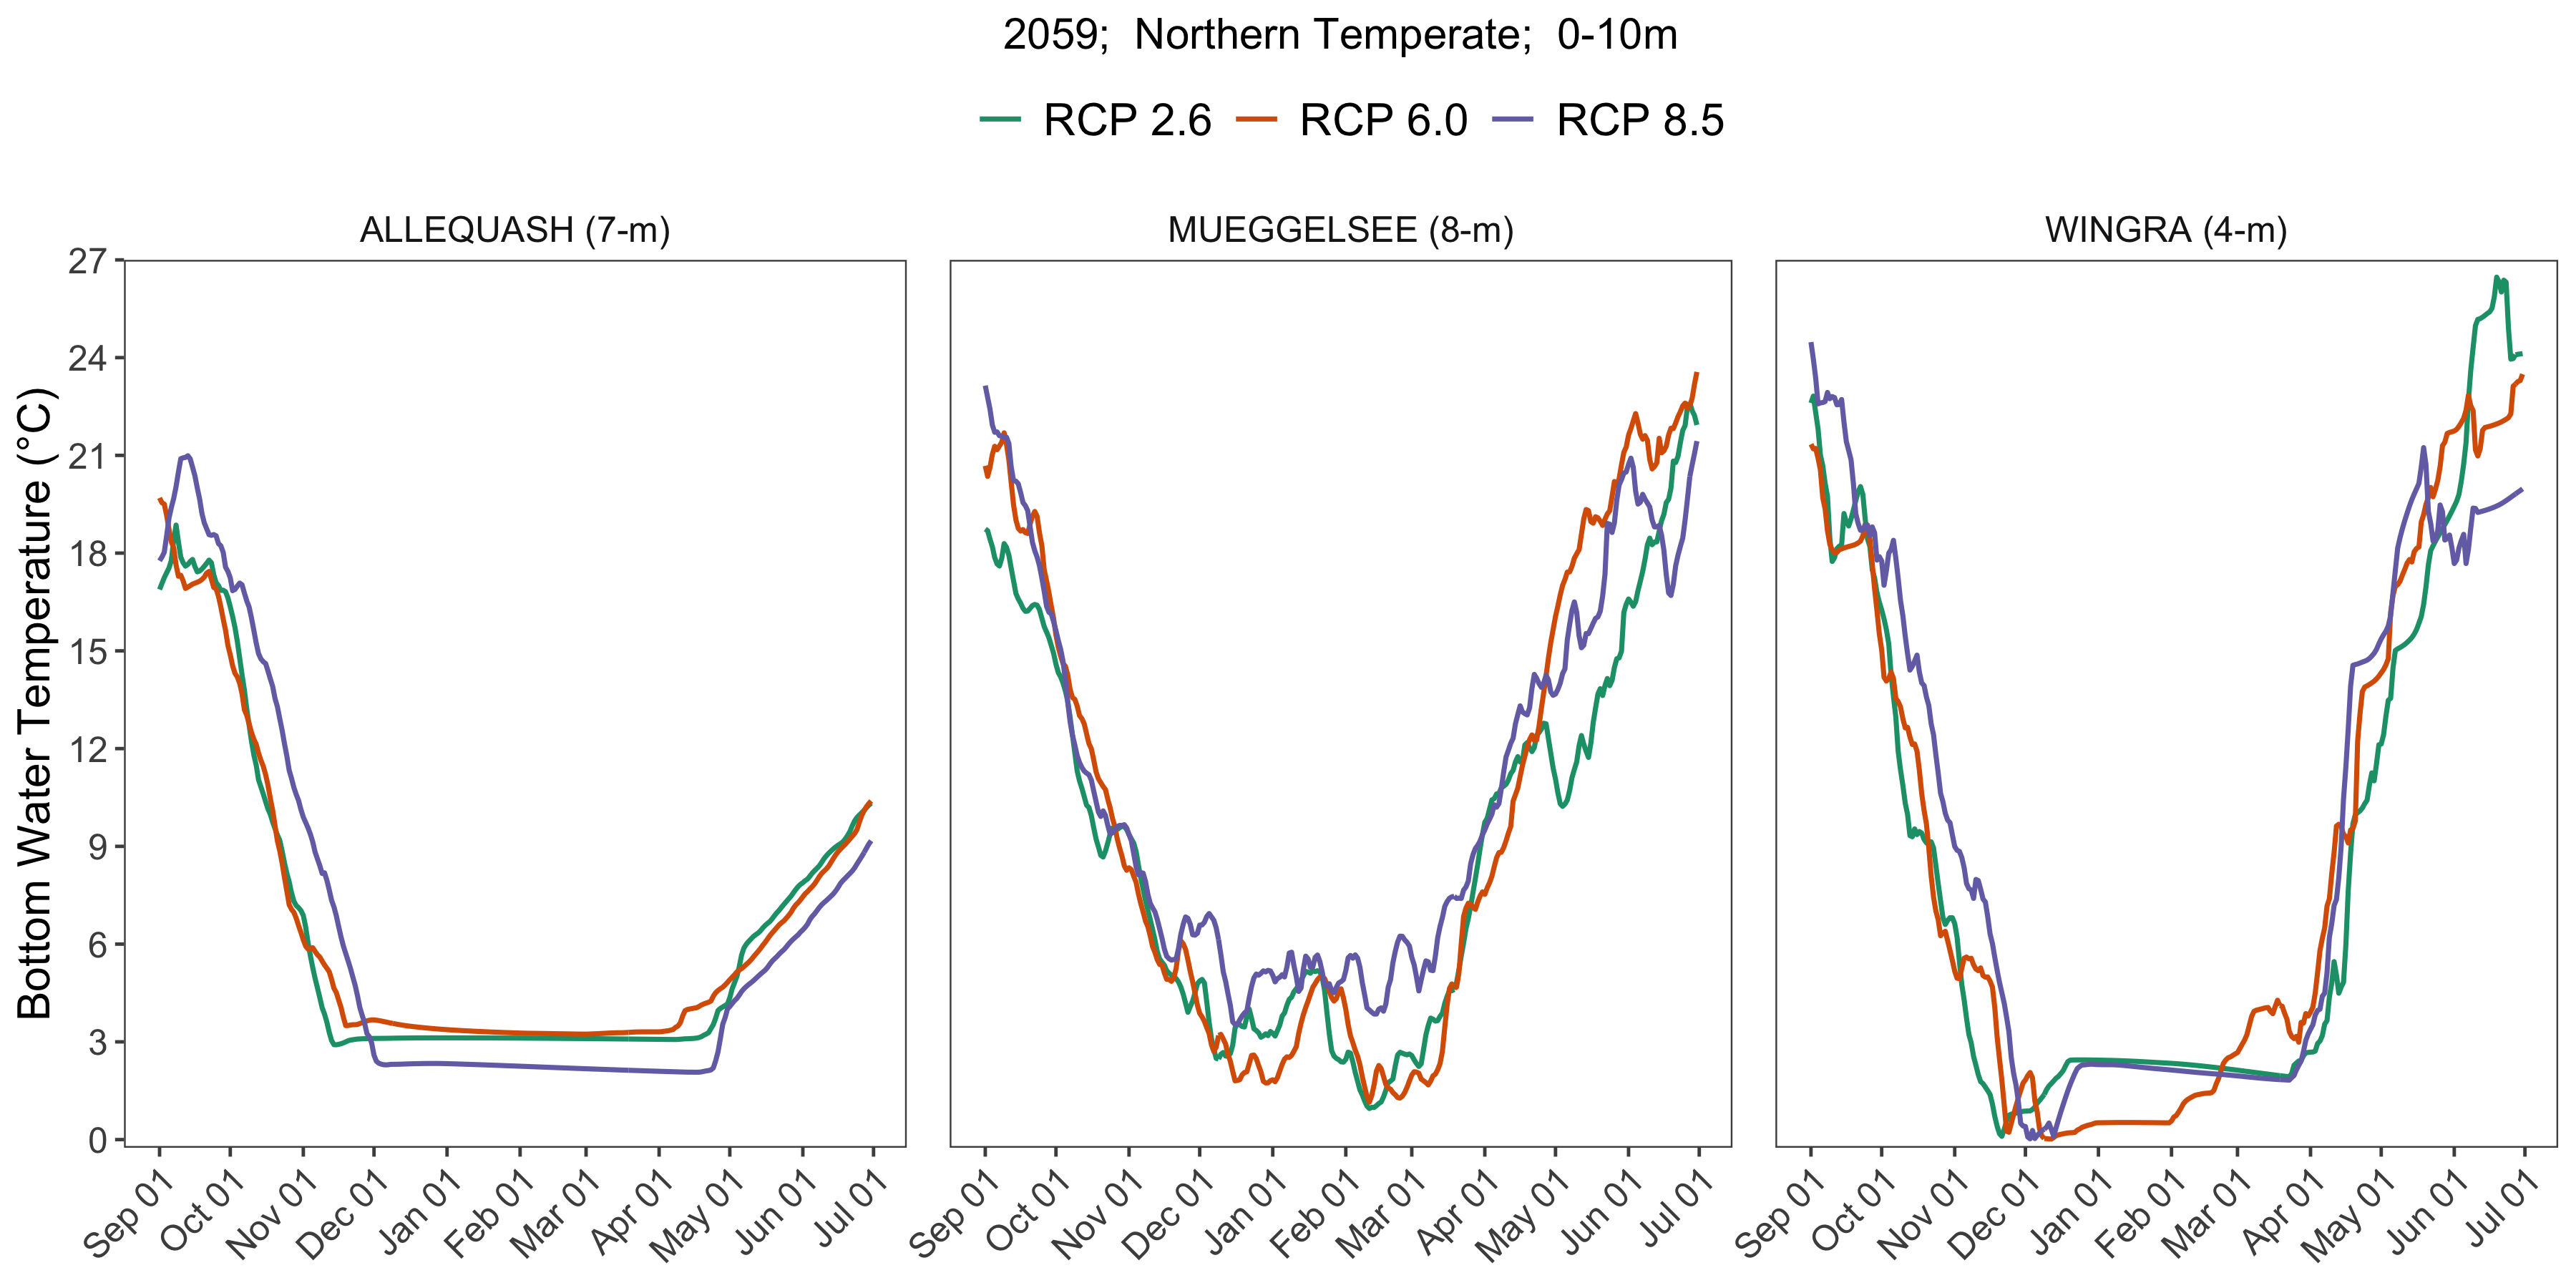 2059;  Northern Temperate;  0-10m
RCP 2.6 RCP 6.0 RCP 8.5
ALLEQUASH (7-m) MUEGGELSEE (8-m) WINGRA (4-m)
Bottom Water Temperature (°C)
27
24
21
18
15
12
9
6
3
0
Sep 01 Oct 01 Nov 01 Dec 01 Jan 01 Feb 01 Mar 01 Apr 01 May 01 Jun 01 Jul 01
Sep 01 Oct 01 Nov 01 Dec 01 Jan 01 Feb 01 Mar 01 Apr 01 May 01 Jun 01 Jul 01
Sep 01 Oct 01 Nov 01 Dec 01 Jan 01 Feb 01 Mar 01 Apr 01 May 01 Jun 01 Jul 01